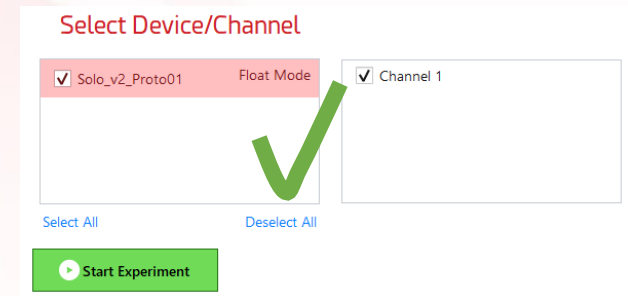 Select Device/Channel
Solo_v2_Proto01 Float Mode
Channel 1
Select All Deselect All
Start Experiment